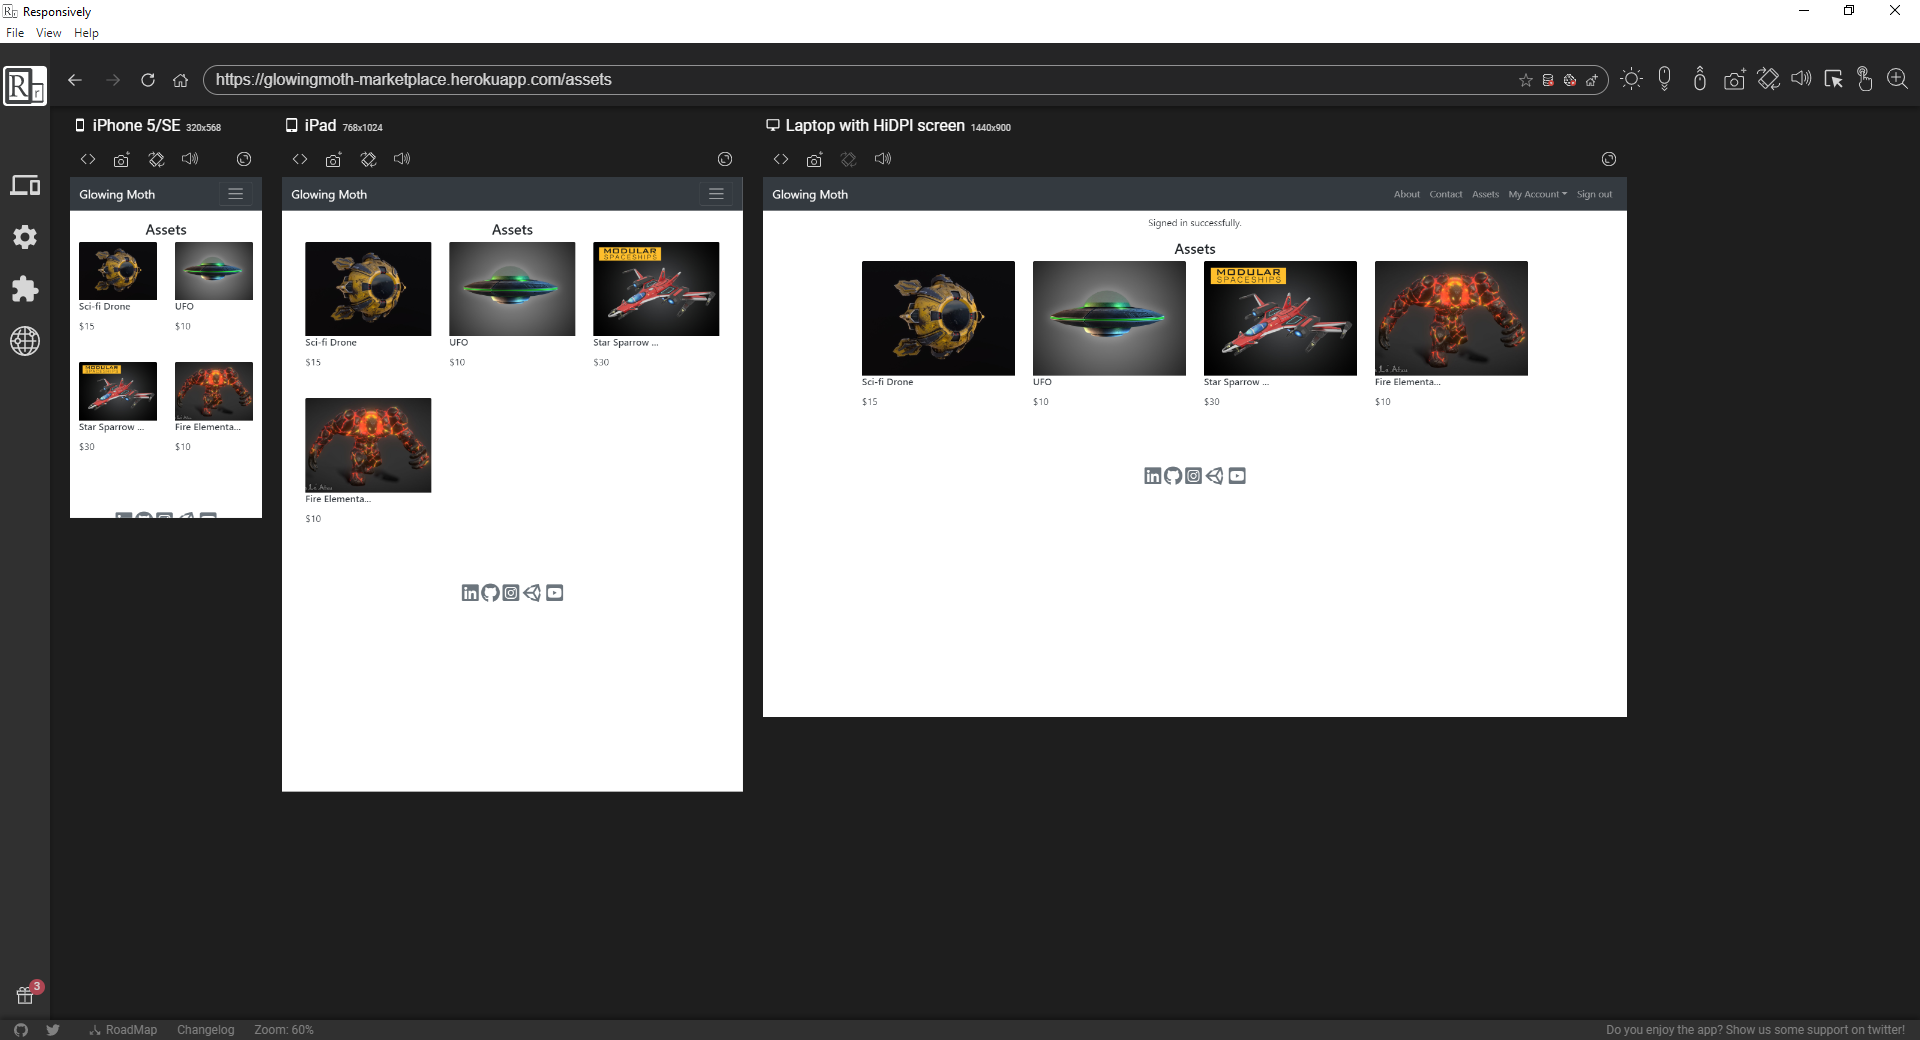 Responsively
File View Help
https://glowingmoth-marketplace.herokuapp.com/assets
iPhone 5/SE 320x568
Glowing Moth
Assets
Sci-fi Drone
$15
UFO
$10
MODULAR
SPACESHIPS
Star Sparrow ...
$30
Fire Elementa...
$10
iPad 768x1024
Glowing Moth
Assets
Sci-fi Drone
$15
UFO
$10
MODULAR
SPACESHIPS
Star Sparrow ...
$30
Fire Elementa...
$10
Laptop with HiDPI screen 1440x900
Glowing Moth
About Contact Assets My Account Sign out
Signed in successfully.
Assets
Sci-fi Drone
$15
UFO
$10
MODULAR
SPACESHIPS
Star Sparrow ...
$30
Fire Elementa...
$10
3
RoadMap Changelog Zoom: 60%
Do you enjoy the app? Show us some support on twitter!